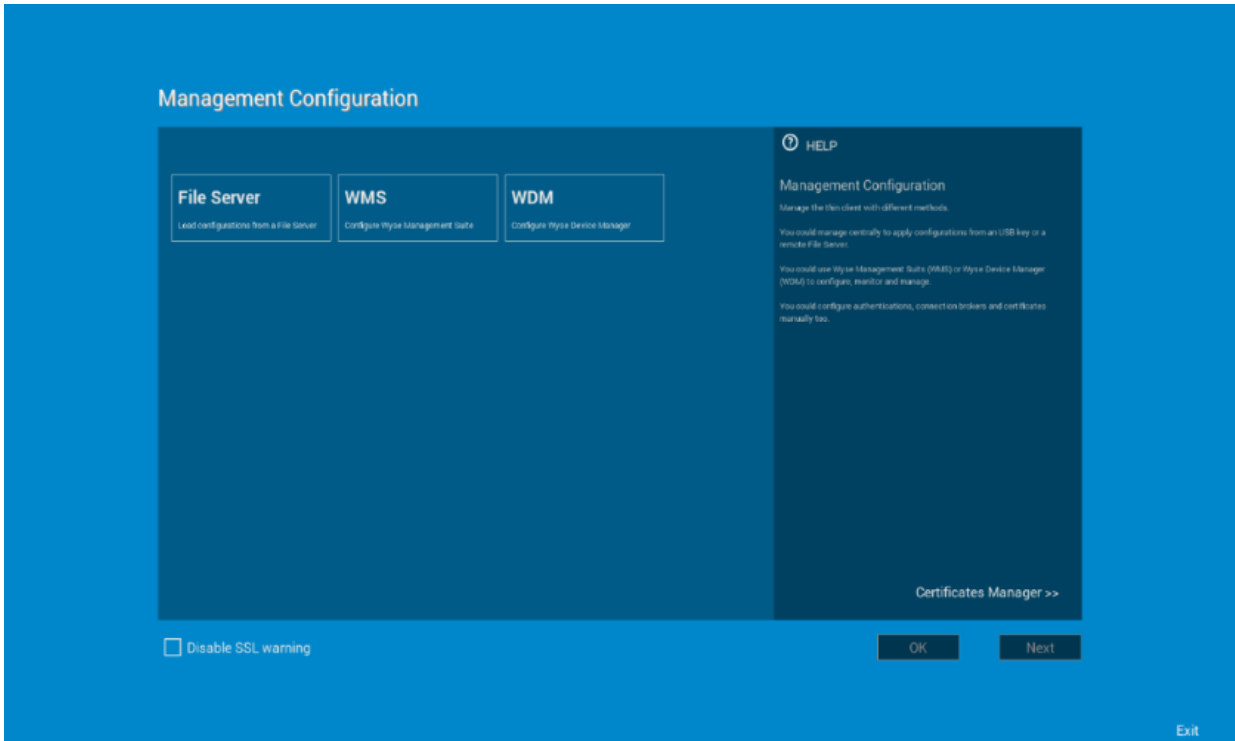 Management Configuration
File Server
Load configurations from a File Server
WMS
Configure Wyse Management Suite
WDM
Configure Wyse Device Manager
HELP
Management Configuration
Manage the thin client with different methods.
You could manage centrally to apply configurations from an USB key or a
remote File Server.
You could use Wyse Management Suite (WMS) or Wyse Device Manager
(WDM) to configure, monitor and manage.
You could configure authentications, connection brokers and certificates
manually too.
Certificates Manager >>
Disable SSL warning
OK
Next
Exit